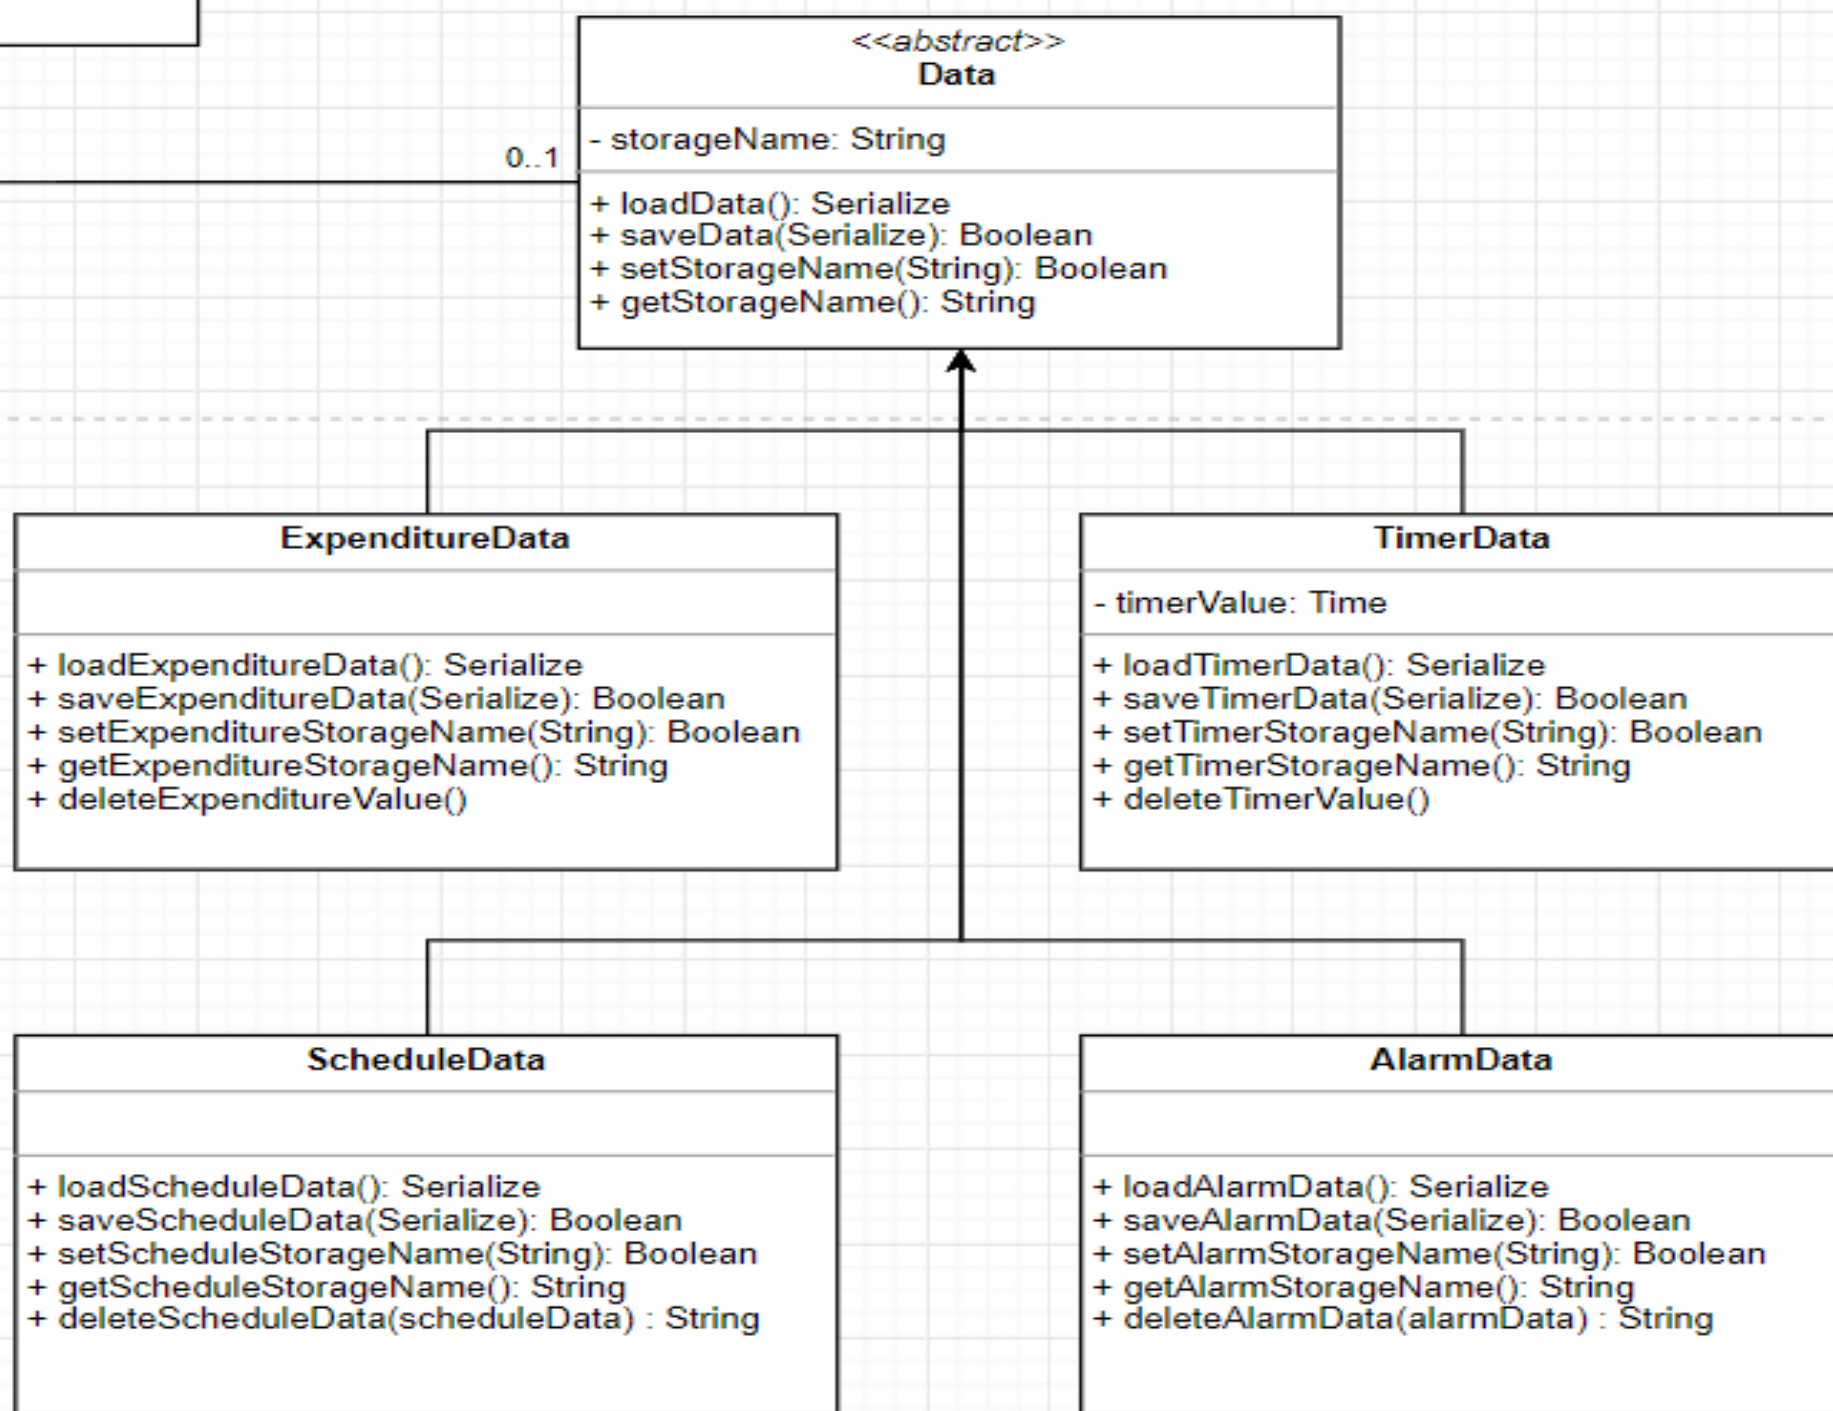 <<abstract>>
Data
- storageName: String
0..1
+ loadData(): Serialize
+ saveData(Serialize): Boolean
+ setStorageName(String): Boolean
+ getStorageName(): String
ExpenditureData
+ loadExpenditureData(): Serialize
+ saveExpenditureData(Serialize): Boolean
+ setExpenditureStorageName(String): Boolean
+ getExpenditureStorageName(): String
+ deleteExpenditureValue()
TimerData
- timerValue: Time
+ loadTimerData(): Serialize
+ saveTimerData(Serialize): Boolean
+ setTimerStorageName(String): Boolean
+ getTimerStorageName(): String
+ deleteTimerValue()
ScheduleData
+ loadScheduleData(): Serialize
+ saveScheduleData(Serialize): Boolean
+ setScheduleStorageName(String): Boolean
+ getScheduleStorageName(): String
+ deleteScheduleData(scheduleData) : String
AlarmData
+ loadAlarmData(): Serialize
+ saveAlarmData(Serialize): Boolean
+ setAlarmStorageName(String): Boolean
+ getAlarmStorageName(): String
+ deleteAlarmData(alarmData) : String